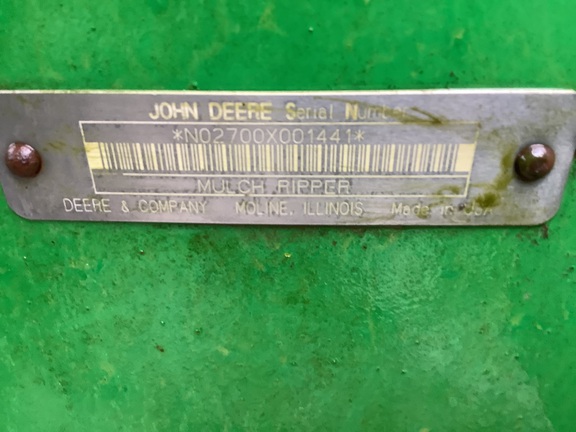 JOHN DEERE Serial Number
*N02700X001441*
MULCH RIPPER
DEERE & COMPANY MOLINE, ILLINOIS Made in USA